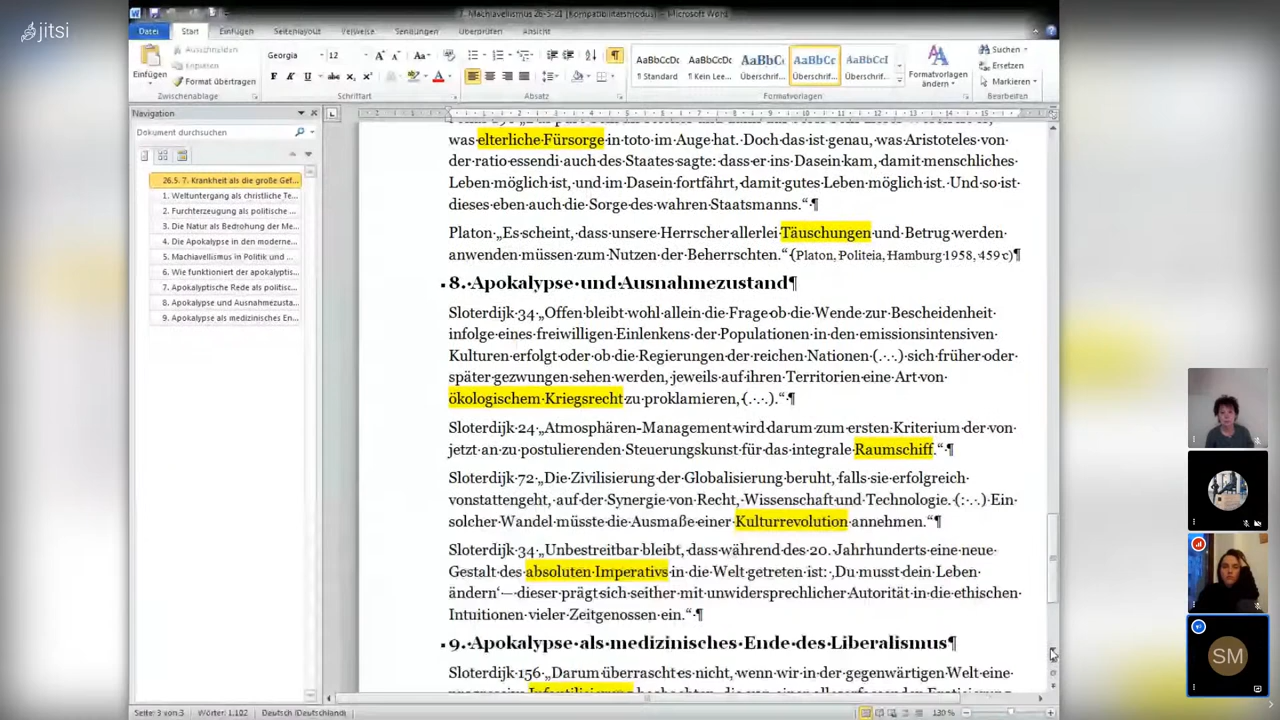 jitsi
7. Machiavellismus 26-5-21 [Kompatibilitätsmodus] - Microsoft Word
Datei Start Einfügen Seitenlayout Verweise Sendungen Überprüfen Ansicht
Einfügen
Ausschneiden
Kopieren
Format übertragen
Georgia 12
AaBbCcDc AaBbCcDc AaBbC AaBbCc AaBbCcI
¶ Standard ¶ Kein Lee... Überschrif... Überschrif... Überschrif...
Formatvorlagen ändern
Suchen
Ersetzen
Markieren
Zwischenablage Schriftart Absatz Formatvorlagen Bearbeiten
Navigation
Dokument durchsuchen
26.5. 7. Krankheit als die große Gef...
1. Weltuntergang als christliche Te...
2. Furchterzeugung als politische ...
3. Die Natur als Bedrohung der Me...
4. Die Apokalypse in den moderne...
5. Machiavellismus in Politik und ...
6. Wie funktioniert der apokalyptis...
7. Apokalyptische Rede als politisc...
8. Apokalypse und Ausnahmezusta...
9. Apokalypse als medizinisches En...
was elterliche Fürsorge in toto im Auge hat. Doch das ist genau, was Aristoteles von
der ratio essendi auch des Staates sagte: dass er ins Dasein kam, damit menschliches
Leben möglich ist, und im Dasein fortfährt, damit gutes Leben möglich ist. Und so ist
dieses eben auch die Sorge des wahren Staatsmanns.“ ¶
Platon „Es scheint, dass unsere Herrscher allerlei Täuschungen und Betrug werden
anwenden müssen zum Nutzen der Beherrschten.“ (Platon, Politeia, Hamburg 1958, 459 c) ¶
8. Apokalypse und Ausnahmezustand¶
Sloterdijk 34 „Offen bleibt wohl allein die Frage ob die Wende zur Bescheidenheit
infolge eines freiwilligen Einlenkens der Populationen in den emissionsintensiven
Kulturen erfolgt oder ob die Regierungen der reichen Nationen (. . .) sich früher oder
später gezwungen sehen werden, jeweils auf ihren Territorien eine Art von
ökologischem Kriegsrecht zu proklamieren, (. . .).“ ¶
Sloterdijk 24 „Atmosphären-Management wird darum zum ersten Kriterium der von
jetzt an zu postulierenden Steuerungskunst für das integrale Raumschiff.“ ¶
Sloterdijk 72 „Die Zivilisierung der Globalisierung beruht, falls sie erfolgreich
vonstattengeht, auf der Synergie von Recht, Wissenschaft und Technologie. (. . .) Ein
solcher Wandel müsste die Ausmaße einer Kulturrevolution annehmen.“¶
Sloterdijk 34 „Unbestreitbar bleibt, dass während des 20. Jahrhunderts eine neue
Gestalt des absoluten Imperativs in die Welt getreten ist: ‚Du musst dein Leben
ändern‘ – dieser prägt sich seither mit unwidersprechlicher Autorität in die ethischen
Intuitionen vieler Zeitgenossen ein.“ ¶
9. Apokalypse als medizinisches Ende des Liberalismus¶
Sloterdijk 156 „Darum überrascht es nicht, wenn wir in der gegenwärtigen Welt eine
SM
Seite: 3 von 3 Wörter: 1.102 Deutsch (Deutschland) 130 %